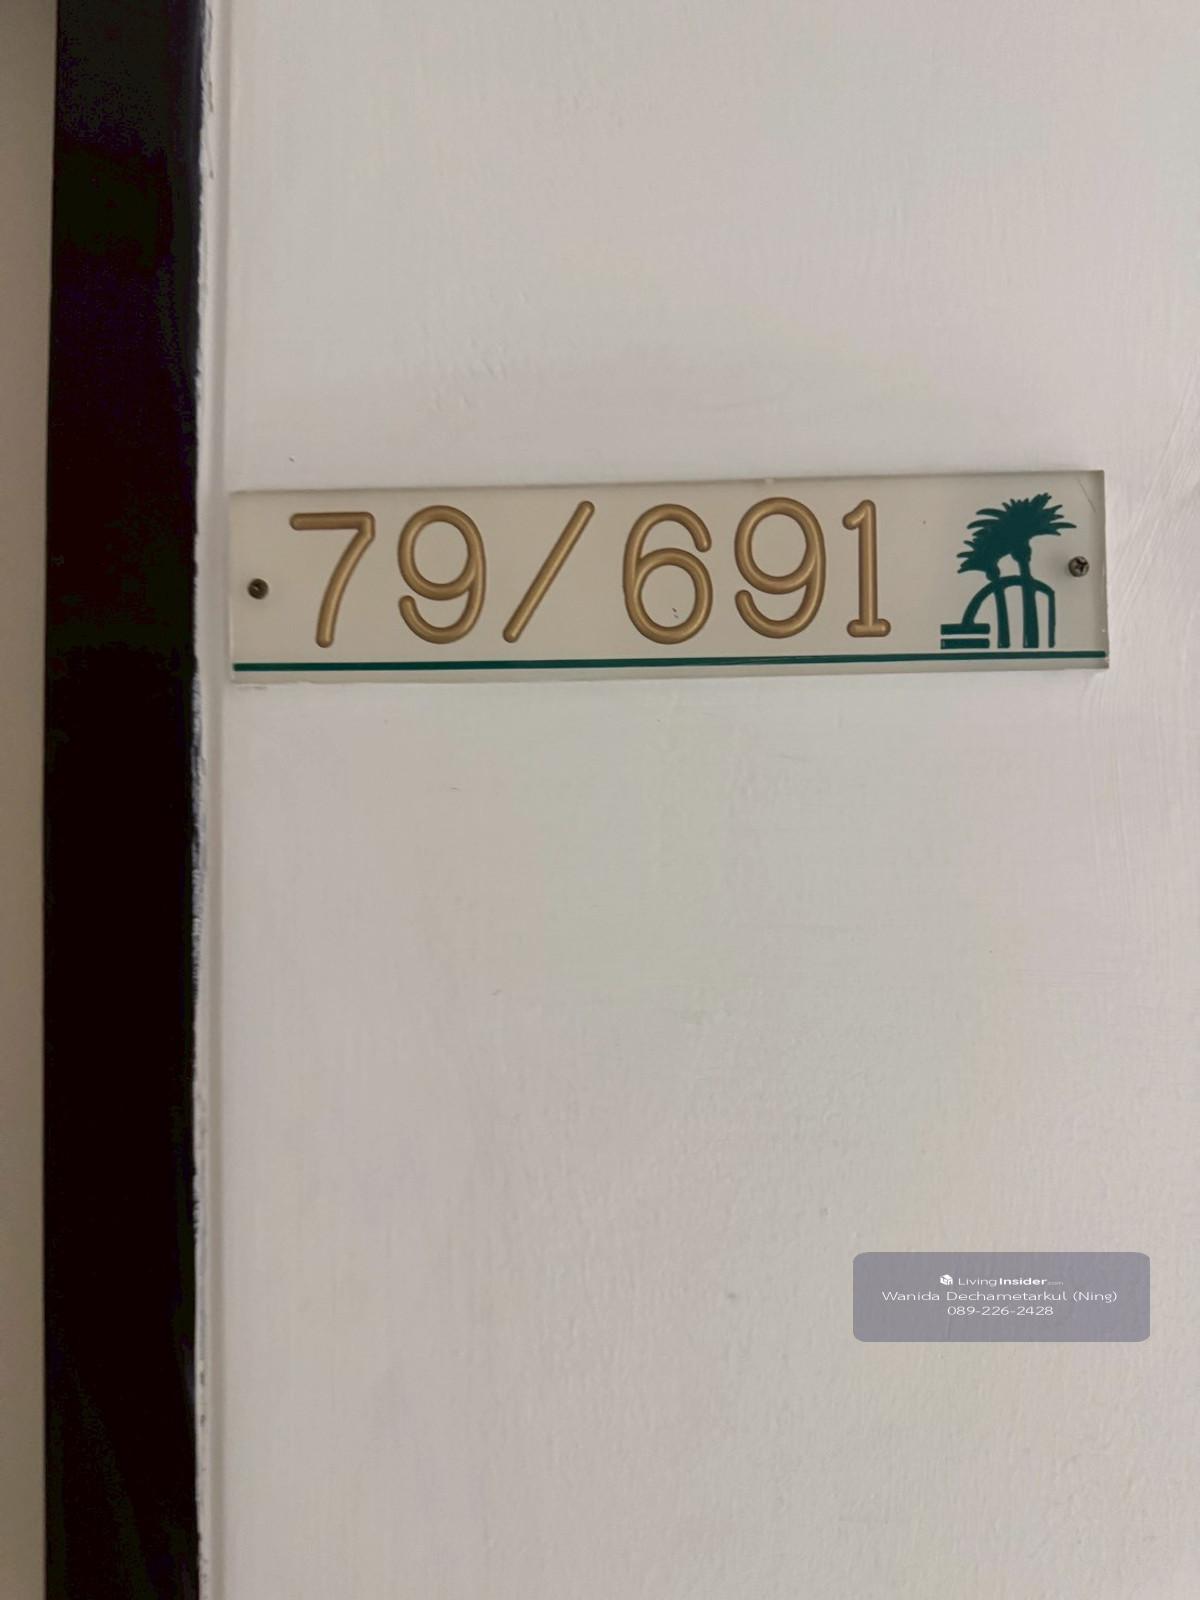 79/691
LivingInsider.com
Wanida Dechametarkul (Ning)
089-226-2428